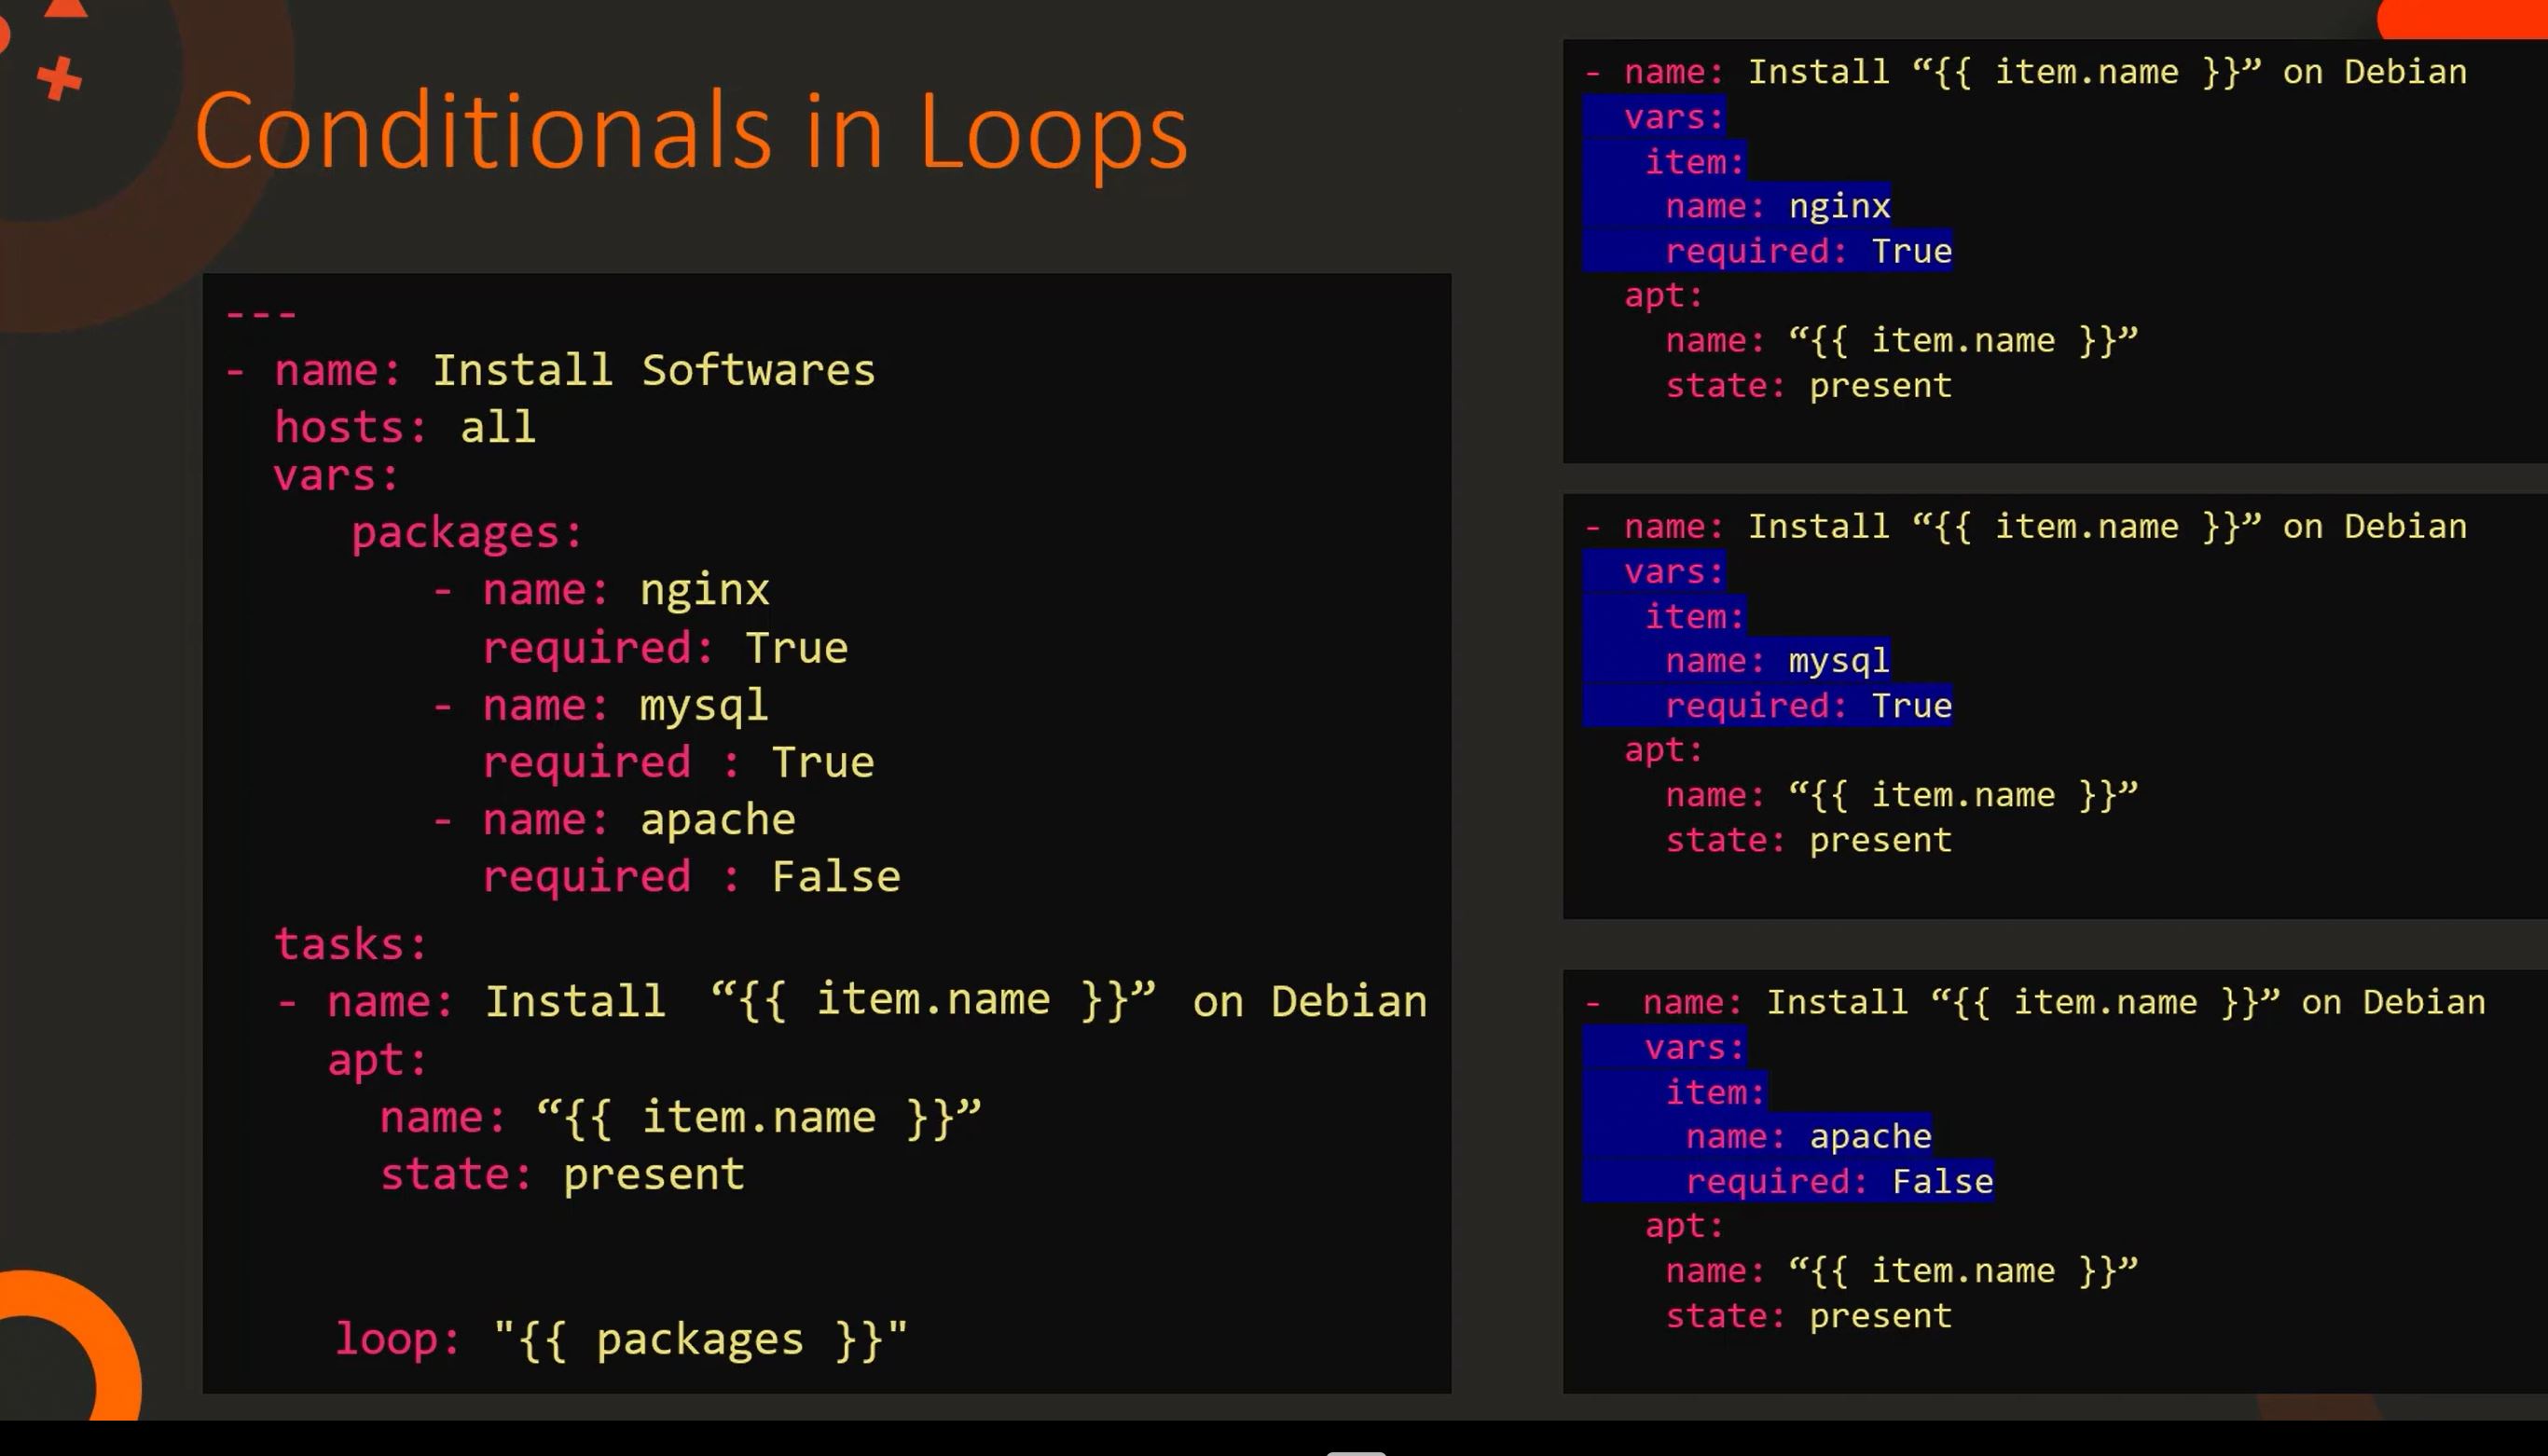 Conditionals in Loops
---
- name: Install Softwares
hosts: all
vars:
packages:
- name: nginx
required: True
- name: mysql
required : True
- name: apache
required : False
tasks:
- name: Install “{{ item.name }}” on Debian
apt:
name: “{{ item.name }}”
state: present
loop: "{{ packages }}"
- name: Install “{{ item.name }}” on Debian
vars:
item:
name: nginx
required: True
apt:
name: “{{ item.name }}”
state: present
- name: Install “{{ item.name }}” on Debian
vars:
item:
name: mysql
required: True
apt:
name: “{{ item.name }}”
state: present
- name: Install “{{ item.name }}” on Debian
vars:
item:
name: apache
required: False
apt:
name: “{{ item.name }}”
state: present